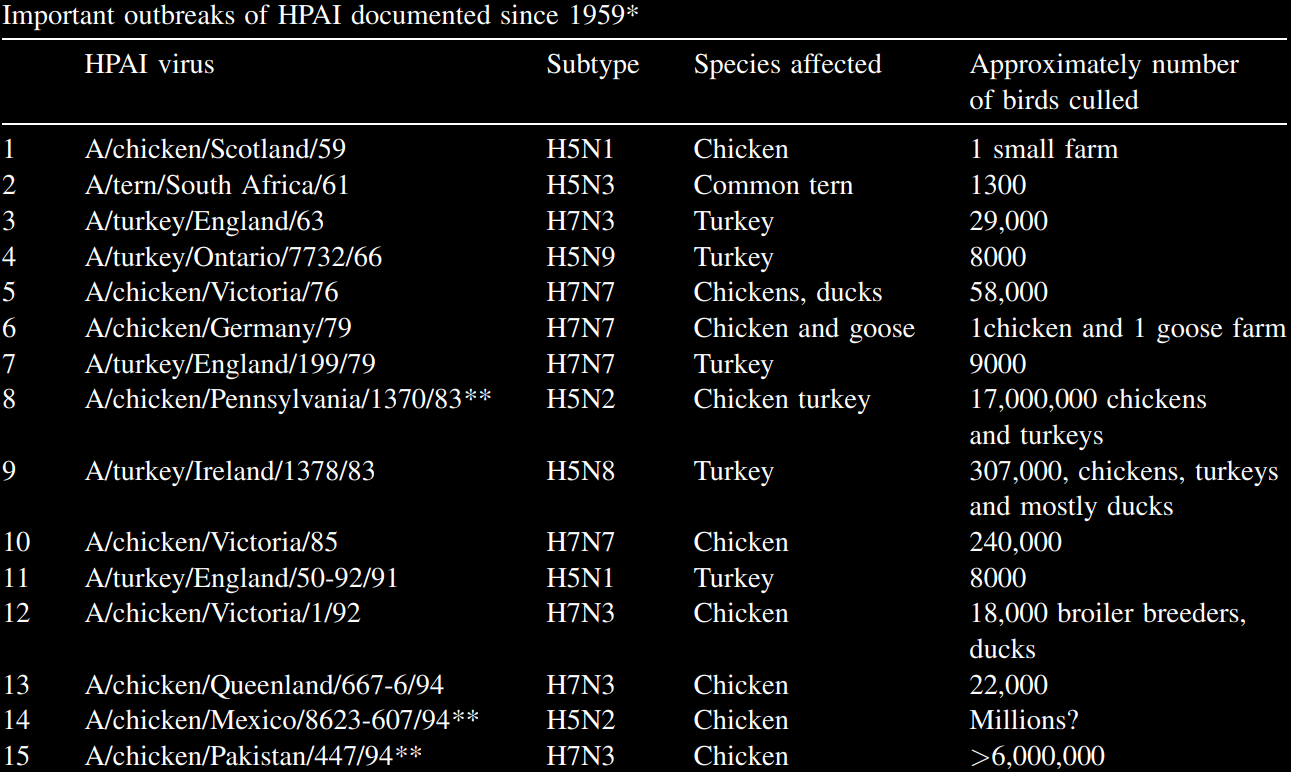 Important outbreaks of HPAI documented since 1959*
HPAI virus Subtype Species affected Approximately number
of birds culled
1 A/chicken/Scotland/59 H5N1 Chicken 1 small farm
2 A/tern/South Africa/61 H5N3 Common tern 1300
3 A/turkey/England/63 H7N3 Turkey 29,000
4 A/turkey/Ontario/7732/66 H5N9 Turkey 8000
5 A/chicken/Victoria/76 H7N7 Chickens, ducks 58,000
6 A/chicken/Germany/79 H7N7 Chicken and goose 1chicken and 1 goose farm
7 A/turkey/England/199/79 H7N7 Turkey 9000
8 A/chicken/Pennsylvania/1370/83** H5N2 Chicken turkey 17,000,000 chickens
and turkeys
9 A/turkey/Ireland/1378/83 H5N8 Turkey 307,000, chickens, turkeys
and mostly ducks
10 A/chicken/Victoria/85 H7N7 Chicken 240,000
11 A/turkey/England/50-92/91 H5N1 Turkey 8000
12 A/chicken/Victoria/1/92 H7N3 Chicken 18,000 broiler breeders,
ducks
13 A/chicken/Queenland/667-6/94 H7N3 Chicken 22,000
14 A/chicken/Mexico/8623-607/94** H5N2 Chicken Millions?
15 A/chicken/Pakistan/447/94** H7N3 Chicken >6,000,000